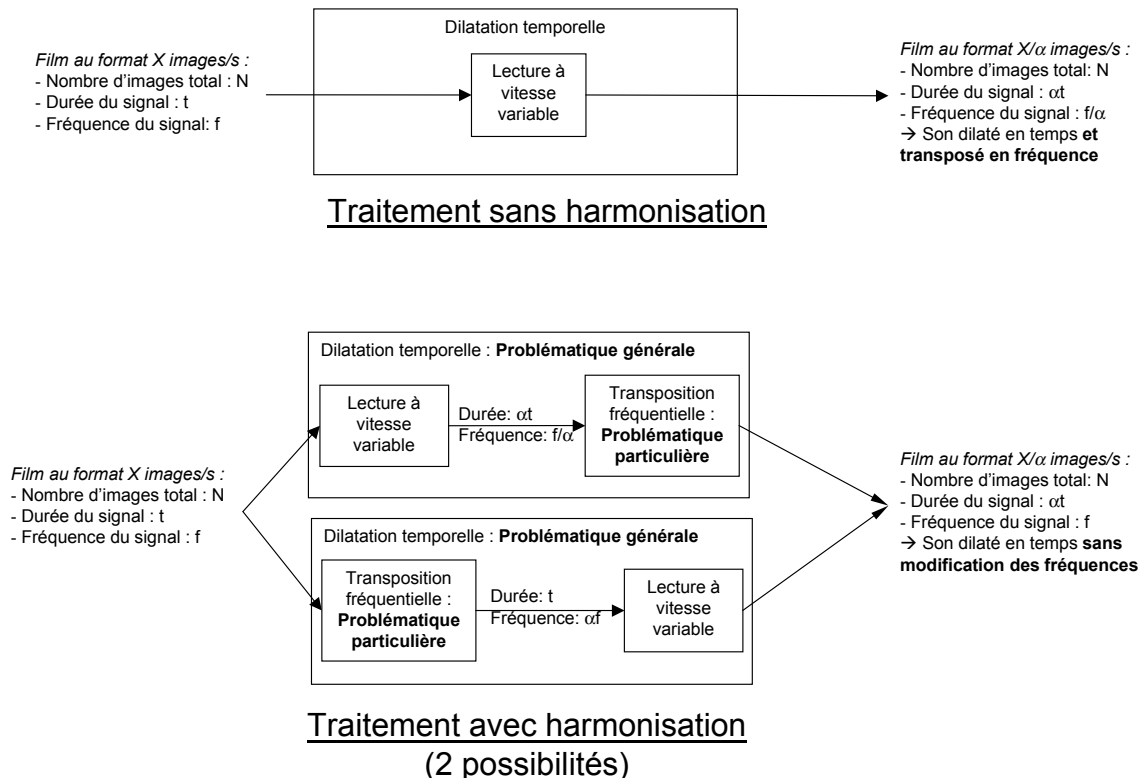 Dilatation temporelle
Film au format X images/s :
- Nombre d’images total : N
- Durée du signal : t
- Fréquence du signal: f
Lecture à
vitesse
variable
Film au format X/α images/s :
- Nombre d’images total: N
- Durée du signal : αt
- Fréquence du signal : f/α
→ Son dilaté en temps et
transposé en fréquence
Traitement sans harmonisation
Dilatation temporelle : Problématique générale
Lecture à
vitesse
variable
Durée: αt
Fréquence: f/α
Transposition
fréquentielle :
Problématique
particulière
Film au format X images/s :
- Nombre d’images total : N
- Durée du signal : t
- Fréquence du signal : f
Dilatation temporelle : Problématique générale
Transposition
fréquentielle :
Problématique
particulière
Durée: t
Fréquence: αf
Lecture à
vitesse
variable
Film au format X/α images/s :
- Nombre d’images total: N
- Durée du signal : αt
- Fréquence du signal : f
→ Son dilaté en temps sans
modification des fréquences
Traitement avec harmonisation
(2 possibilités)